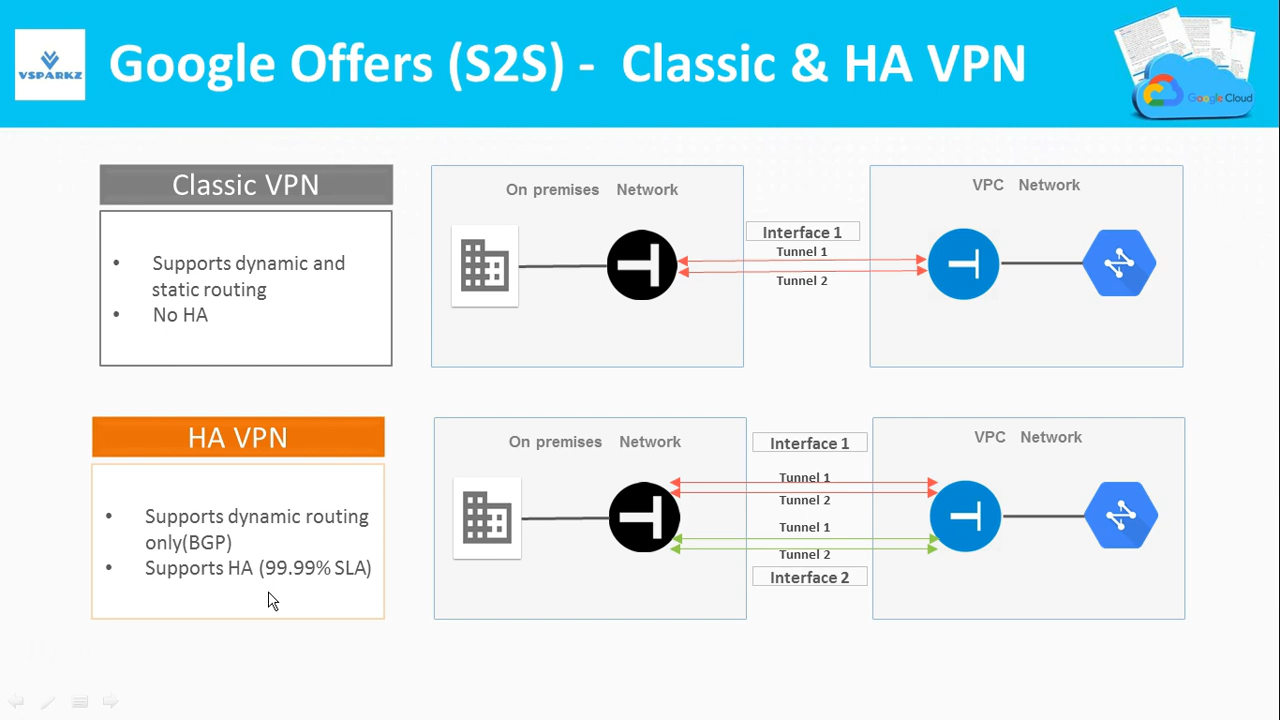 VSPARKZ
Google Offers (S2S) - Classic & HA VPN
Google Cloud
Classic VPN
• Supports dynamic and
static routing
• No HA
On premises Network
Interface 1
Tunnel 1
Tunnel 2
VPC Network
HA VPN
• Supports dynamic routing
only(BGP)
• Supports HA (99.99% SLA)
On premises Network
Interface 1
Tunnel 1
Tunnel 2
Tunnel 1
Tunnel 2
Interface 2
VPC Network